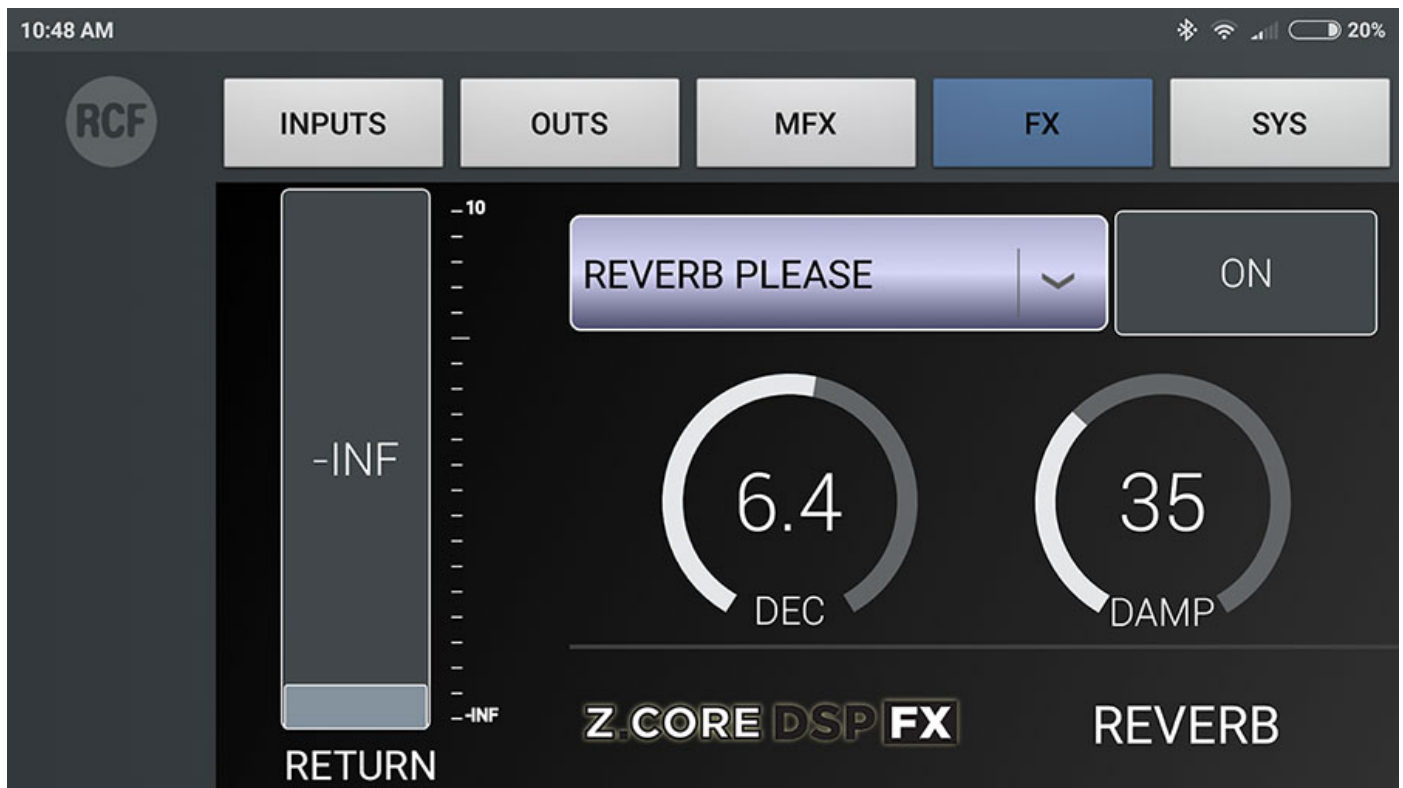 10:48 AM 20%
RCF INPUTS OUTS MFX FX SYS
10
REVERB PLEASE ON
-INF
6.4 35
DEC DAMP
-INF
Z.CORE DSP FX REVERB
RETURN